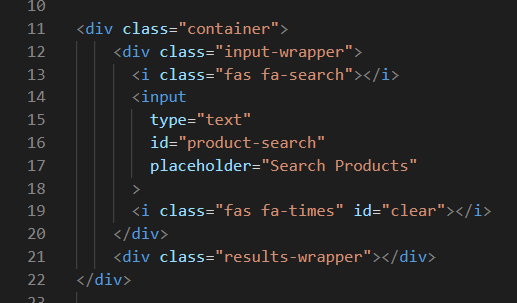 10
11 <div class="container">
12 <div class="input-wrapper">
13 <i class="fas fa-search"></i>
14 <input
15 type="text"
16 id="product-search"
17 placeholder="Search Products"
18 >
19 <i class="fas fa-times" id="clear"></i>
20 </div>
21 <div class="results-wrapper"></div>
22 </div>